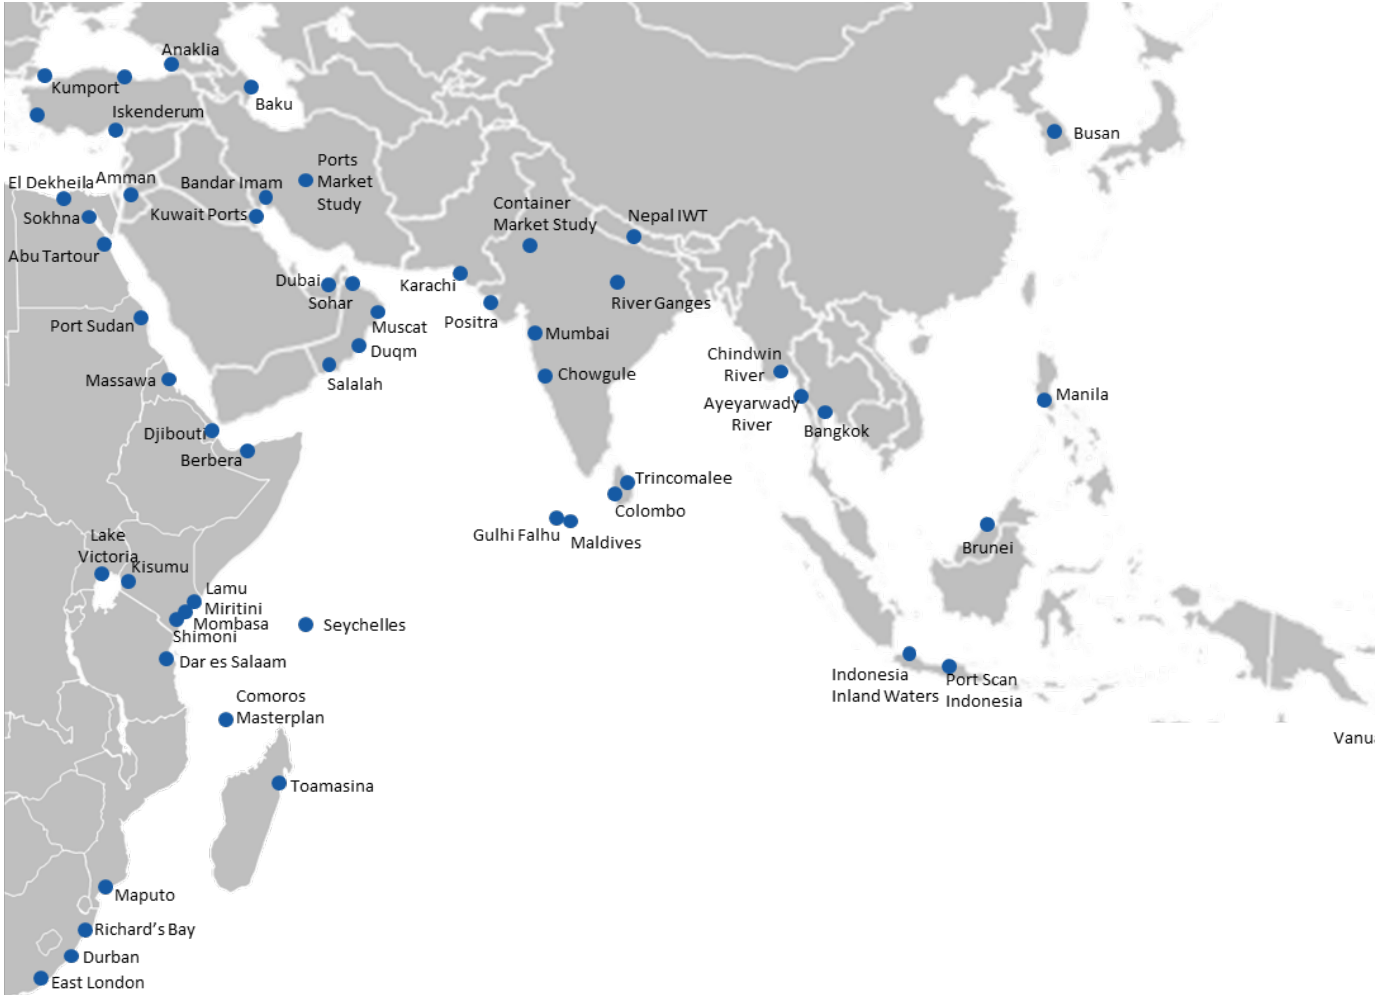 Anaklia
Kumport
Baku
Iskenderum
Busan
Ports
Market
Study
El Dekheila
Amman
Bandar Imam
Sokhna
Kuwait Ports
Container
Market Study
Nepal IWT
Abu Tartour
Dubai
Sohar
Karachi
River Ganges
Port Sudan
Muscat
Positra
Mumbai
Duqm
Massawa
Salalah
Chowgule
Chindwin
River
Ayeyarwady
River
Bangkok
Manila
Djibouti
Berbera
Trincomalee
Colombo
Gulhi Falhu
Maldives
Brunei
Lake
Victoria
Kisumu
Lamu
Miritini
Mombasa
Shimoni
Seychelles
Dar es Salaam
Indonesia
Inland Waters
Port Scan
Indonesia
Comoros
Masterplan
Vanua
Toamasina
Maputo
Richard’s Bay
Durban
East London